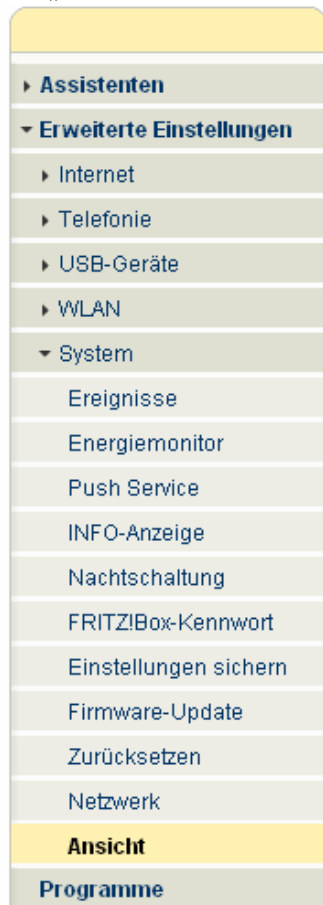 Assistenten
Erweiterte Einstellungen
Internet
Telefonie
USB-Geräte
WLAN
System
Ereignisse
Energiemonitor
Push Service
INFO-Anzeige
Nachtschaltung
FRITZ!Box-Kennwort
Einstellungen sichern
Firmware-Update
Zurücksetzen
Netzwerk
Ansicht
Programme